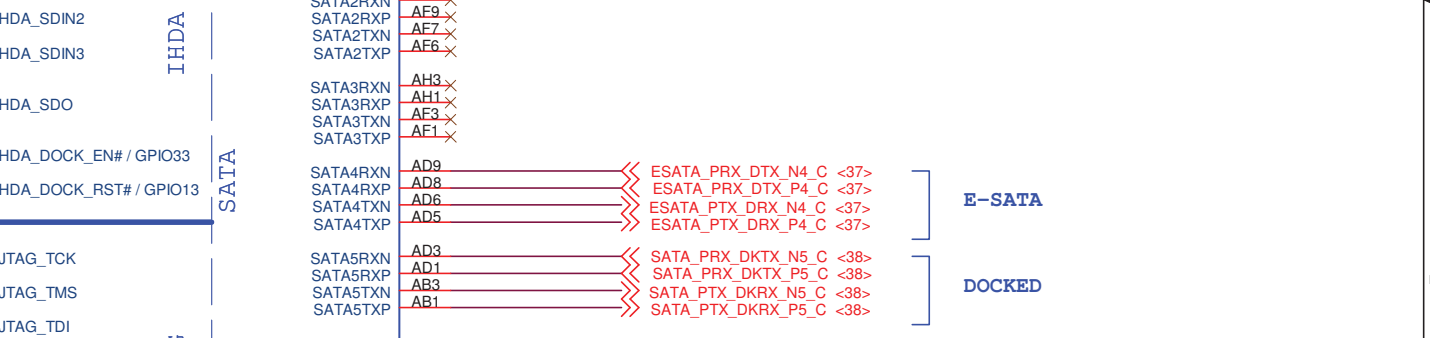 SATA2RXN
HDA_SDIN2 SATA2RXP AF9
SATA2TXN AF7
HDA_SDIN3 SATA2TXP AF6
IHDA
SATA3RXN AH3
HDA_SDO SATA3RXP AH1
SATA3TXN AF3
SATA3TXP AF1
HDA_DOCK_EN# / GPIO33
SATA4RXN AD9 ESATA_PRX_DTX_N4_C <37>
HDA_DOCK_RST# / GPIO13 SATA4RXP AD8 ESATA_PRX_DTX_P4_C <37>
SATA
SATA4TXN AD6 ESATA_PTX_DRX_N4_C <37> E-SATA
SATA4TXP AD5 ESATA_PTX_DRX_P4_C <37>
JTAG_TCK SATA5RXN AD3 SATA_PRX_DKTX_N5_C <38>
SATA5RXP AD1 SATA_PRX_DKTX_P5_C <38>
JTAG_TMS SATA5TXN AB3 SATA_PTX_DKRX_N5_C <38> DOCKED
SATA5TXP AB1 SATA_PTX_DKRX_P5_C <38>
JTAG_TDI